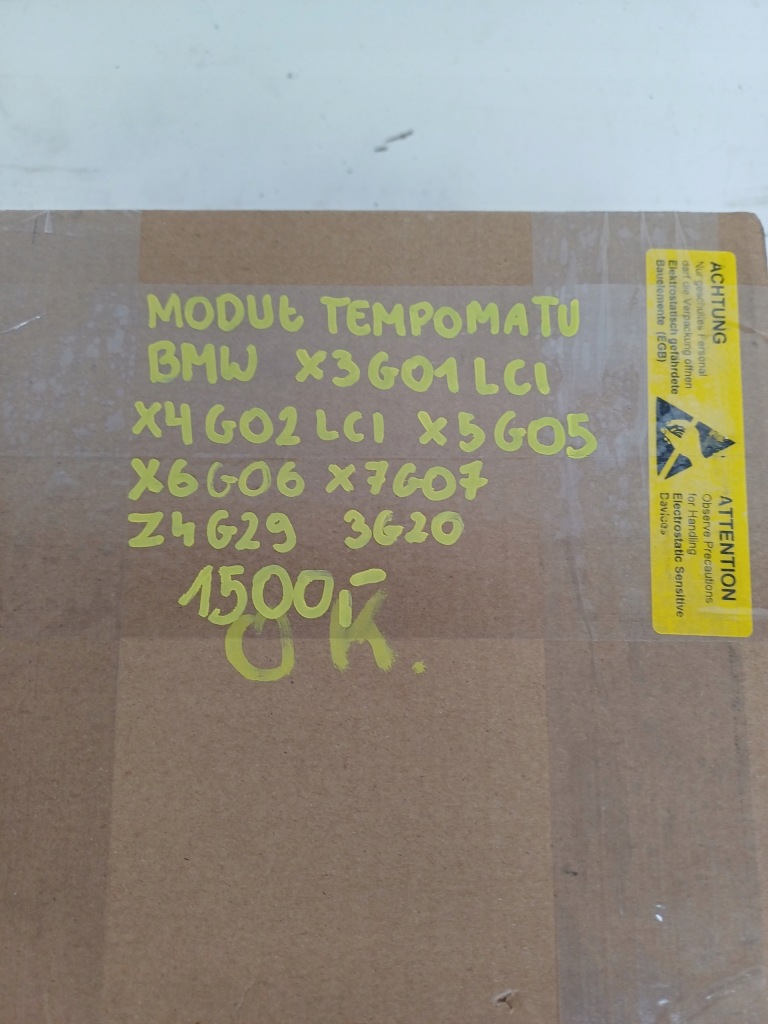 MODUŁ TEMPOMATU
BMW X3G01LCI
X4G02LCI X5G05
X6G06 X7G07
Z4G29 3G20
1500,-
OK.
ACHTUNG
Nur geschultes Personal
darf die Verpackung öffnen
Elektrostatisch gefährdete
Bauelemente (EGB)
ATTENTION
Observe Precautions
for Handling
Electrostatic Sensitive
Devices